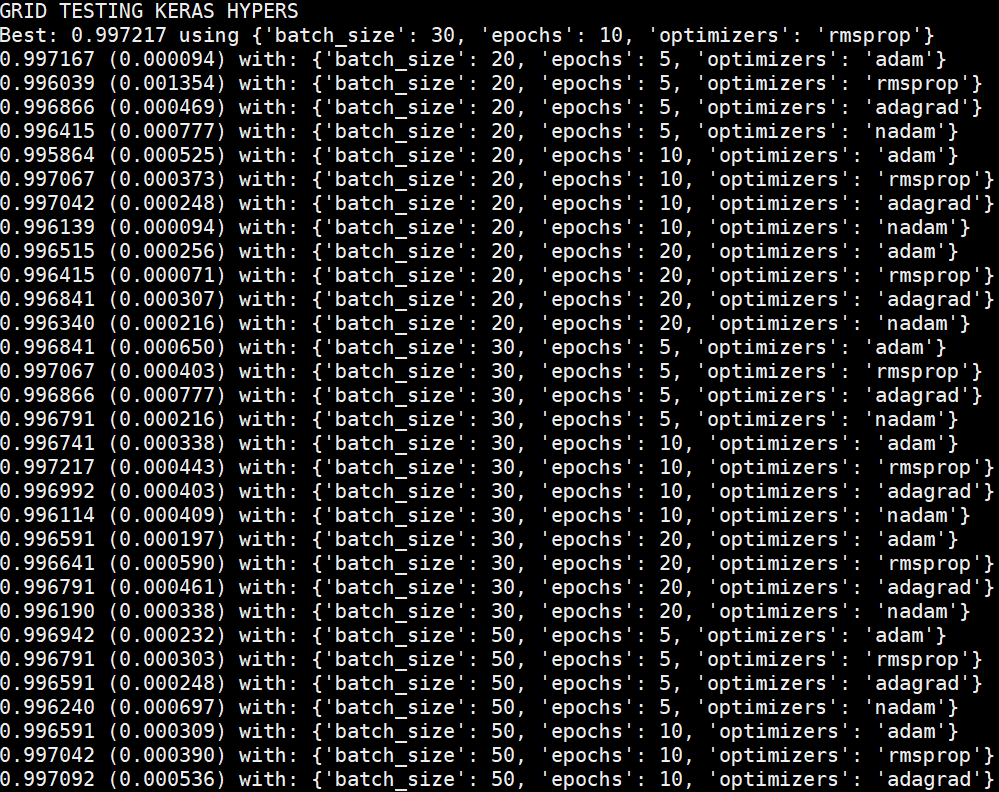 GRID TESTING KERAS HYPERS
Best: 0.997217 using {'batch_size': 30, 'epochs': 10, 'optimizers': 'rmsprop'}
0.997167 (0.000094) with: {'batch_size': 20, 'epochs': 5, 'optimizers': 'adam'}
0.996039 (0.001354) with: {'batch_size': 20, 'epochs': 5, 'optimizers': 'rmsprop'}
0.996866 (0.000469) with: {'batch_size': 20, 'epochs': 5, 'optimizers': 'adagrad'}
0.996415 (0.000777) with: {'batch_size': 20, 'epochs': 5, 'optimizers': 'nadam'}
0.995864 (0.000525) with: {'batch_size': 20, 'epochs': 10, 'optimizers': 'adam'}
0.997067 (0.000373) with: {'batch_size': 20, 'epochs': 10, 'optimizers': 'rmsprop'}
0.997042 (0.000248) with: {'batch_size': 20, 'epochs': 10, 'optimizers': 'adagrad'}
0.996139 (0.000094) with: {'batch_size': 20, 'epochs': 10, 'optimizers': 'nadam'}
0.996515 (0.000256) with: {'batch_size': 20, 'epochs': 20, 'optimizers': 'adam'}
0.996415 (0.000071) with: {'batch_size': 20, 'epochs': 20, 'optimizers': 'rmsprop'}
0.996841 (0.000307) with: {'batch_size': 20, 'epochs': 20, 'optimizers': 'adagrad'}
0.996340 (0.000216) with: {'batch_size': 20, 'epochs': 20, 'optimizers': 'nadam'}
0.996841 (0.000650) with: {'batch_size': 30, 'epochs': 5, 'optimizers': 'adam'}
0.997067 (0.000403) with: {'batch_size': 30, 'epochs': 5, 'optimizers': 'rmsprop'}
0.996866 (0.000777) with: {'batch_size': 30, 'epochs': 5, 'optimizers': 'adagrad'}
0.996791 (0.000216) with: {'batch_size': 30, 'epochs': 5, 'optimizers': 'nadam'}
0.996741 (0.000338) with: {'batch_size': 30, 'epochs': 10, 'optimizers': 'adam'}
0.997217 (0.000443) with: {'batch_size': 30, 'epochs': 10, 'optimizers': 'rmsprop'}
0.996992 (0.000403) with: {'batch_size': 30, 'epochs': 10, 'optimizers': 'adagrad'}
0.996114 (0.000409) with: {'batch_size': 30, 'epochs': 10, 'optimizers': 'nadam'}
0.996591 (0.000197) with: {'batch_size': 30, 'epochs': 20, 'optimizers': 'adam'}
0.996641 (0.000590) with: {'batch_size': 30, 'epochs': 20, 'optimizers': 'rmsprop'}
0.996791 (0.000461) with: {'batch_size': 30, 'epochs': 20, 'optimizers': 'adagrad'}
0.996190 (0.000338) with: {'batch_size': 30, 'epochs': 20, 'optimizers': 'nadam'}
0.996942 (0.000232) with: {'batch_size': 50, 'epochs': 5, 'optimizers': 'adam'}
0.996791 (0.000303) with: {'batch_size': 50, 'epochs': 5, 'optimizers': 'rmsprop'}
0.996591 (0.000248) with: {'batch_size': 50, 'epochs': 5, 'optimizers': 'adagrad'}
0.996240 (0.000697) with: {'batch_size': 50, 'epochs': 5, 'optimizers': 'nadam'}
0.996591 (0.000309) with: {'batch_size': 50, 'epochs': 10, 'optimizers': 'adam'}
0.997042 (0.000390) with: {'batch_size': 50, 'epochs': 10, 'optimizers': 'rmsprop'}
0.997092 (0.000536) with: {'batch_size': 50, 'epochs': 10, 'optimizers': 'adagrad'}